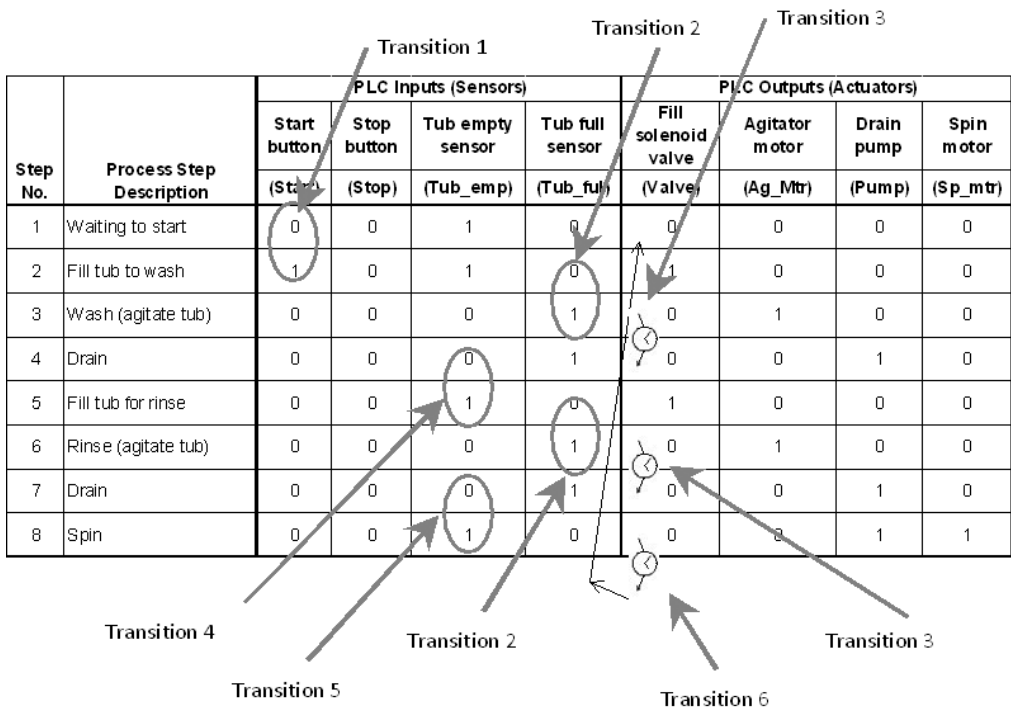 Transition 1
Transition 2
Transition 3
PLC Inputs (Sensors)
PLC Outputs (Actuators)
Step No.
Process Step Description
Start button
Stop button
Tub empty sensor
Tub full sensor
Fill solenoid valve
Agitator motor
Drain pump
Spin motor
(Start)
(Stop)
(Tub_emp)
(Tub_ful)
(Valve)
(Ag_Mtr)
(Pump)
(Sp_mtr)
1 Waiting to start 0 0 1 0 0 0 0 0
2 Fill tub to wash 1 0 1 0 1 0 0 0
3 Wash (agitate tub) 0 0 0 1 0 1 0 0
4 Drain 0 0 0 1 0 0 1 0
5 Fill tub for rinse 0 0 1 0 1 0 0 0
6 Rinse (agitate tub) 0 0 0 1 0 1 0 0
7 Drain 0 0 0 1 0 0 1 0
8 Spin 0 0 1 0 0 0 1 1
Transition 4
Transition 2
Transition 3
Transition 5
Transition 6